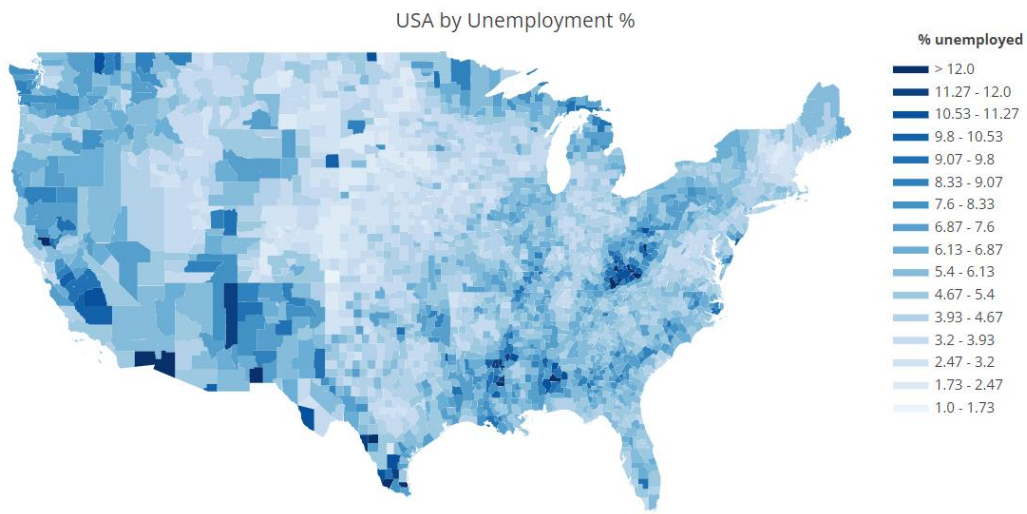 USA by Unemployment %
% unemployed
> 12.0
11.27 - 12.0
10.53 - 11.27
9.8 - 10.53
9.07 - 9.8
8.33 - 9.07
7.6 - 8.33
6.87 - 7.6
6.13 - 6.87
5.4 - 6.13
4.67 - 5.4
3.93 - 4.67
3.2 - 3.93
2.47 - 3.2
1.73 - 2.47
1.0 - 1.73